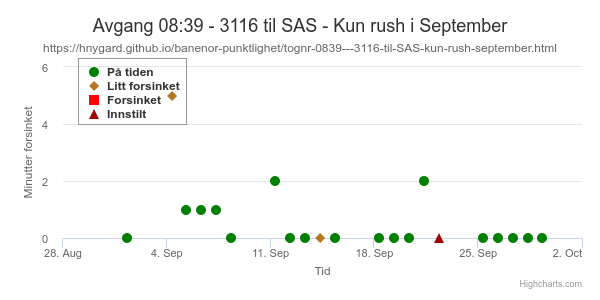 Avgang 08:39 - 3116 til SAS - Kun rush i September
https://hnygard.github.io/banenor-punktlighet/tognr-0839---3116-til-SAS-kun-rush-september.html
Minutter forsinket
6
4
2
0
På tiden
Litt forsinket
Forsinket
Innstilt
28. Aug
4. Sep
11. Sep
18. Sep
25. Sep
2. Oct
Tid
Highcharts.com